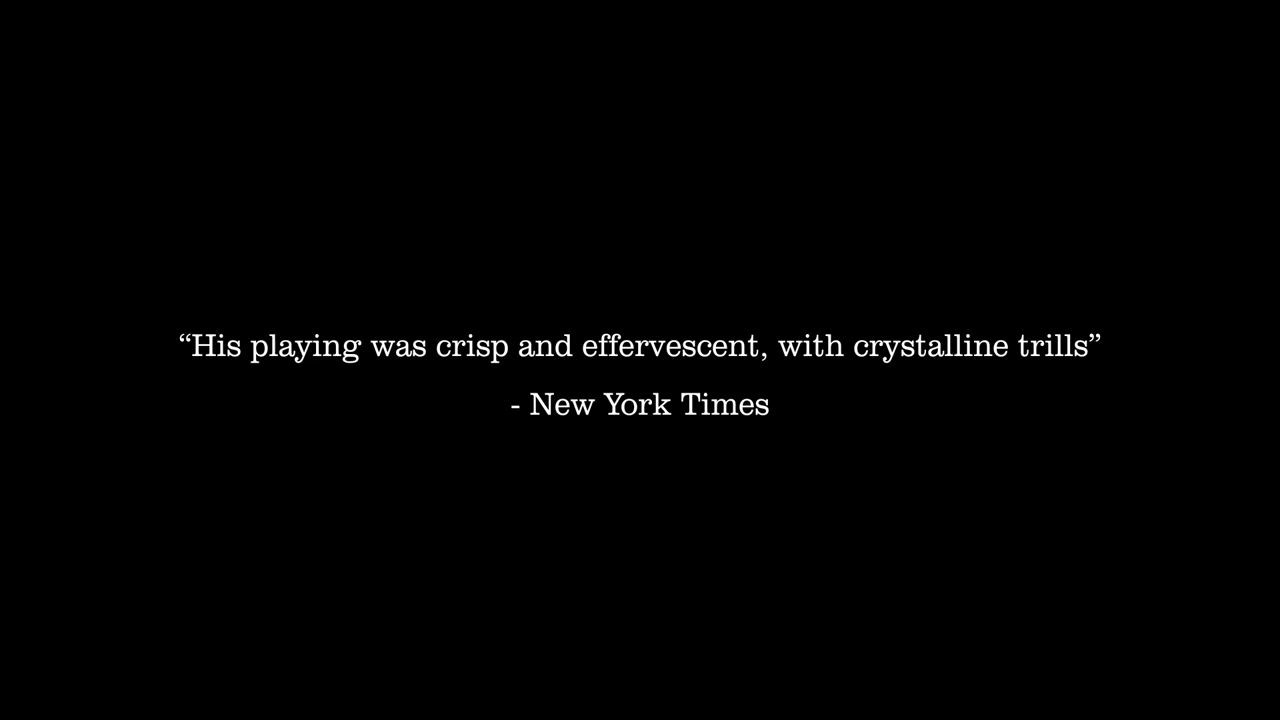 “His playing was crisp and effervescent, with crystalline trills”
- New York Times